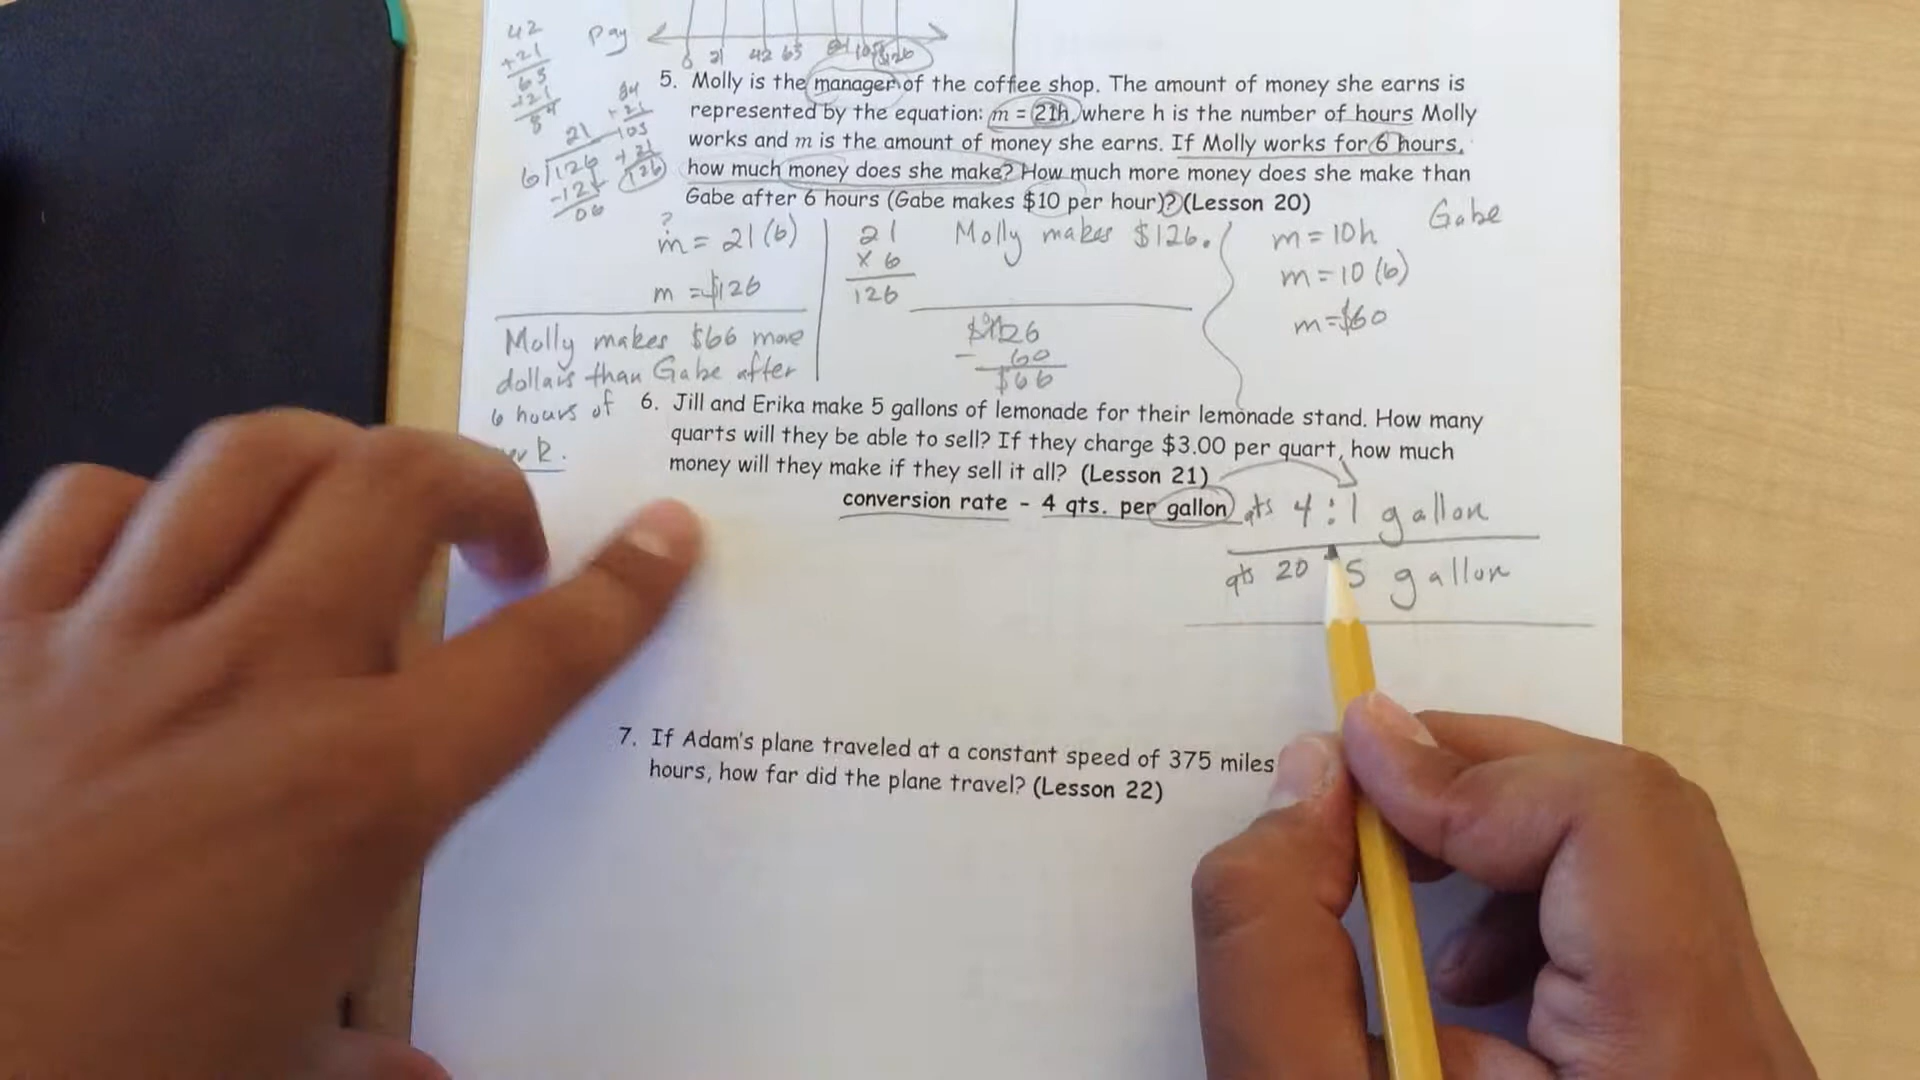 42
+21
63
+21
84
84
+21
105
+21
126
21
6)126
-12↓
06
Pay
0 21 42 63 84 105 $126
5. Molly is the manager of the coffee shop. The amount of money she earns is
represented by the equation: m = 21h, where h is the number of hours Molly
works and m is the amount of money she earns. If Molly works for 6 hours,
how much money does she make? How much more money does she make than
Gabe after 6 hours (Gabe makes $10 per hour)? (Lesson 20)
?
m = 21(6)
m = $126
21
x 6
126
Molly makes $126.
Gabe
m = 10h
m = 10(6)
m = $60
$126
- 60
$66
Molly makes $66 more
dollars than Gabe after
6 hours of
6. Jill and Erika make 5 gallons of lemonade for their lemonade stand. How many
quarts will they be able to sell? If they charge $3.00 per quart, how much
money will they make if they sell it all? (Lesson 21)
conversion rate - 4 qts. per gallon
qts 4 : 1 gallon
qts 20 5 gallon
7. If Adam's plane traveled at a constant speed of 375 miles
hours, how far did the plane travel? (Lesson 22)